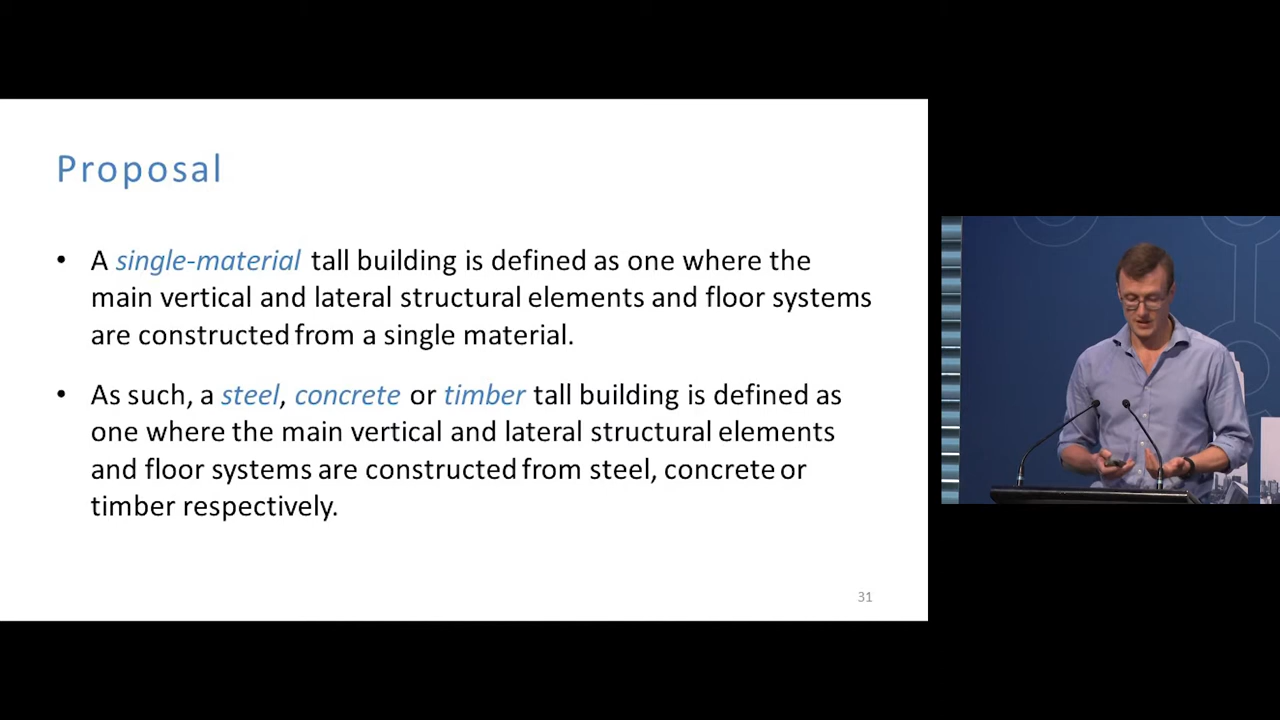 Proposal
• A single-material tall building is defined as one where the
main vertical and lateral structural elements and floor systems
are constructed from a single material.
• As such, a steel, concrete or timber tall building is defined as
one where the main vertical and lateral structural elements
and floor systems are constructed from steel, concrete or
timber respectively.
31